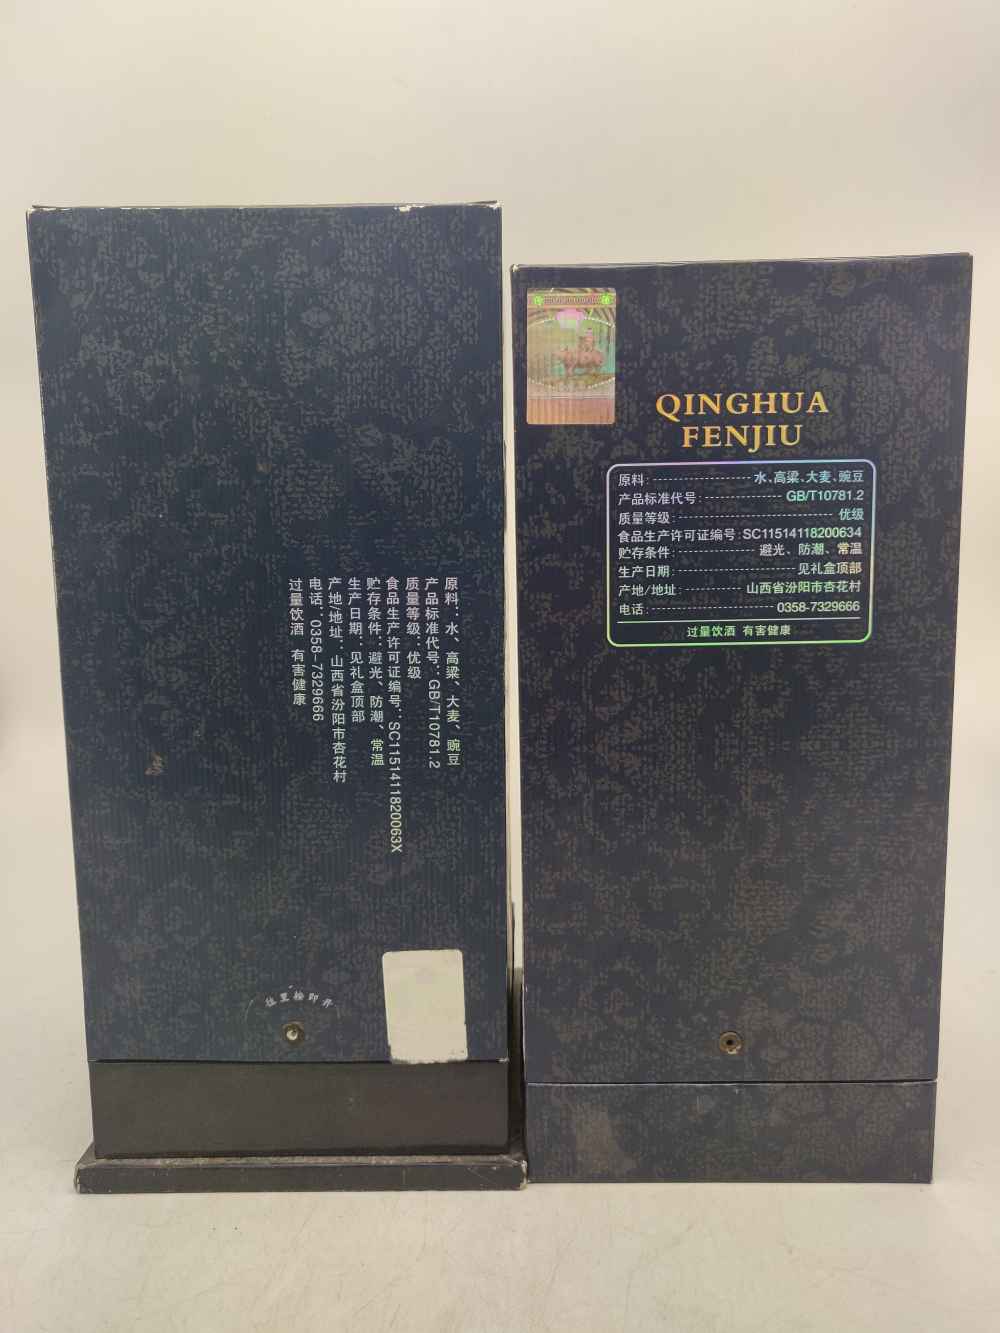 原料：水、高粱、大麦、豌豆
产品标准代号：GB/T10781.2
质量等级：优级
食品生产许可证编号：SC11514118200​63X
贮存条件：避光、防潮、常温
生产日期：见礼盒顶部
产地/地址：山西省汾阳市杏花村
电话：0358-7329666
过量饮酒 有害健康
拉里栓即开
QINGHUA
FENJIU
原料:------------------水、高粱、大麦、豌豆
产品标准代号:--------------GB/T10781.2
质量等级:----------------------------优级
食品生产许可证编号:SC11514118200634
贮存条件:--------------避光、防潮、常温
生产日期:---------------------见礼盒顶部
产地/地址:----------山西省汾阳市杏花村
电话:-----------------------0358-7329666
过量饮酒 有害健康